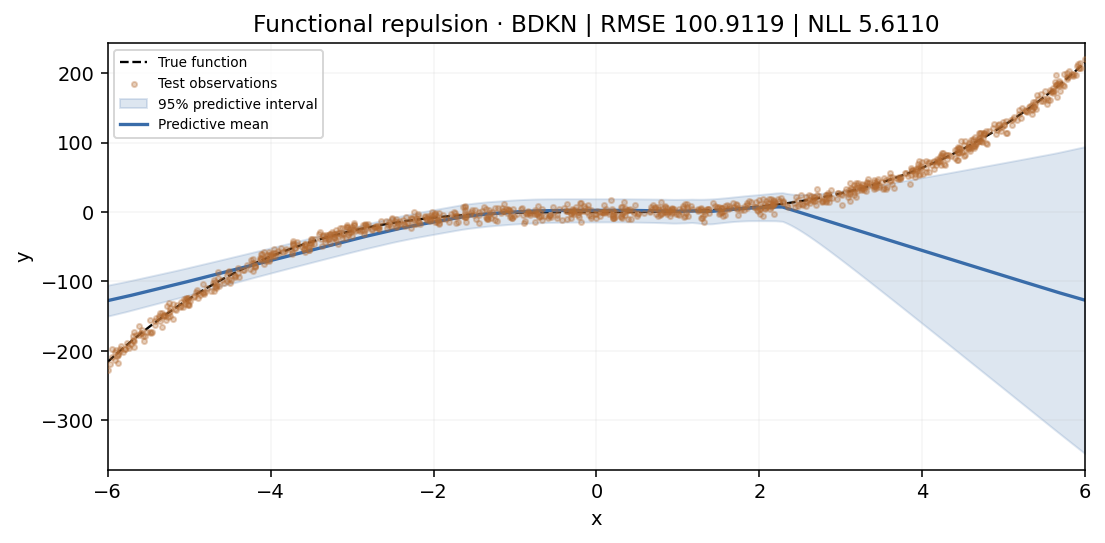 Functional repulsion · BDKN | RMSE 100.9119 | NLL 5.6110
True function
Test observations
95% predictive interval
Predictive mean
200
100
0
−100
−200
−300
y
−6
−4
−2
0
2
4
6
x